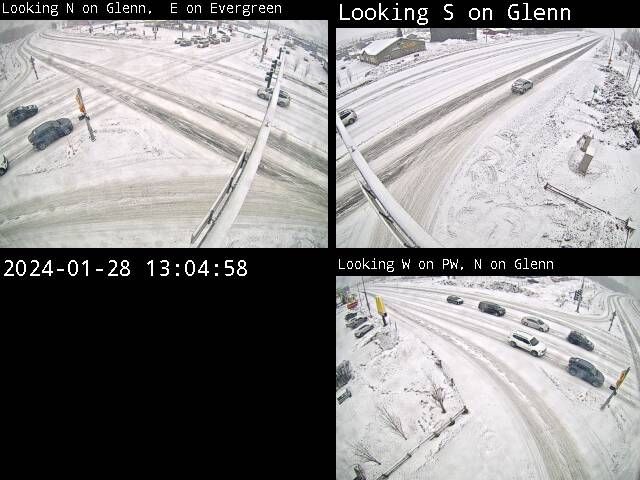 Looking N on Glenn,  E on Evergreen
Looking S on Glenn
2024-01-28 13:04:58
Looking W on PW, N on Glenn